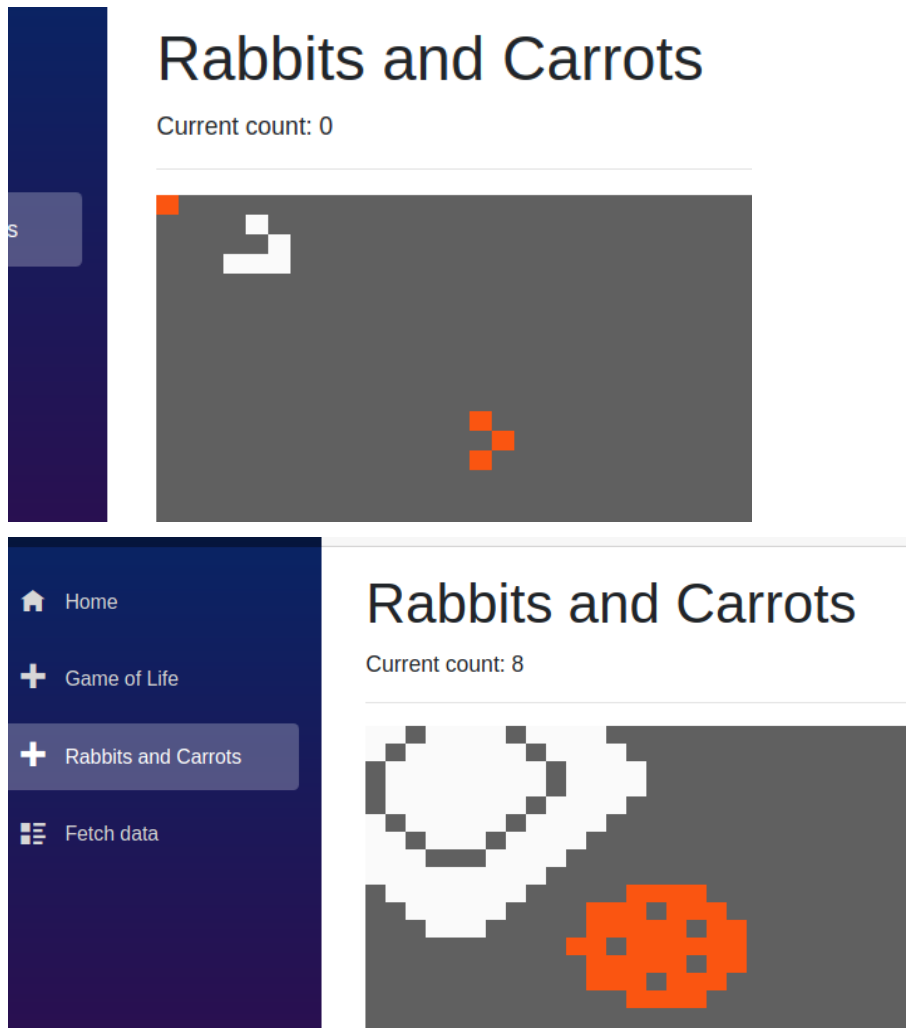 Rabbits and Carrots
Current count: 0
s
Home
Game of Life
Rabbits and Carrots
Fetch data
Rabbits and Carrots
Current count: 8